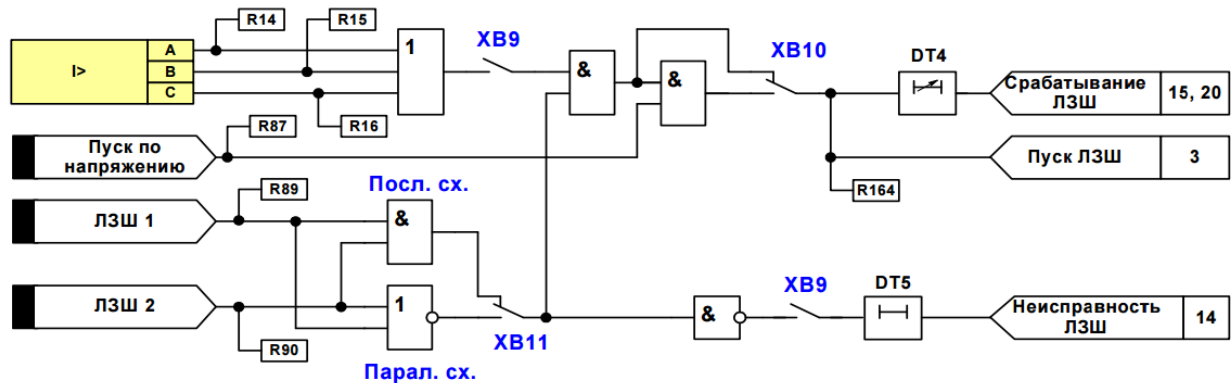 R14
R15
A
I>
B
C
1
XB9
&
&
XB10
DT4
Срабатывание ЛЗШ
15, 20
R16
R87
Пуск по напряжению
Пуск ЛЗШ
3
R164
R89
Посл. сх.
ЛЗШ 1
&
ЛЗШ 2
1
XB11
&
XB9
DT5
Неисправность ЛЗШ
14
R90
Парал. сх.